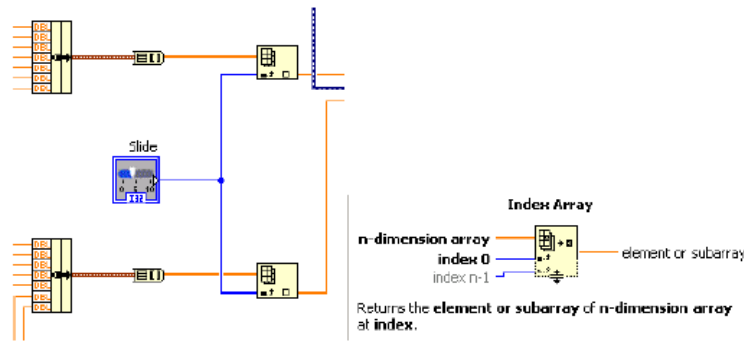 DBL
DBL
DBL
DBL
DBL
DBL
DBL
Slide
0 5 10
I32
DBL
DBL
DBL
DBL
DBL
DBL
DBL
Index Array
n-dimension array
index 0
index n-1
element or subarray
Returns the element or subarray of n-dimension array
at index.